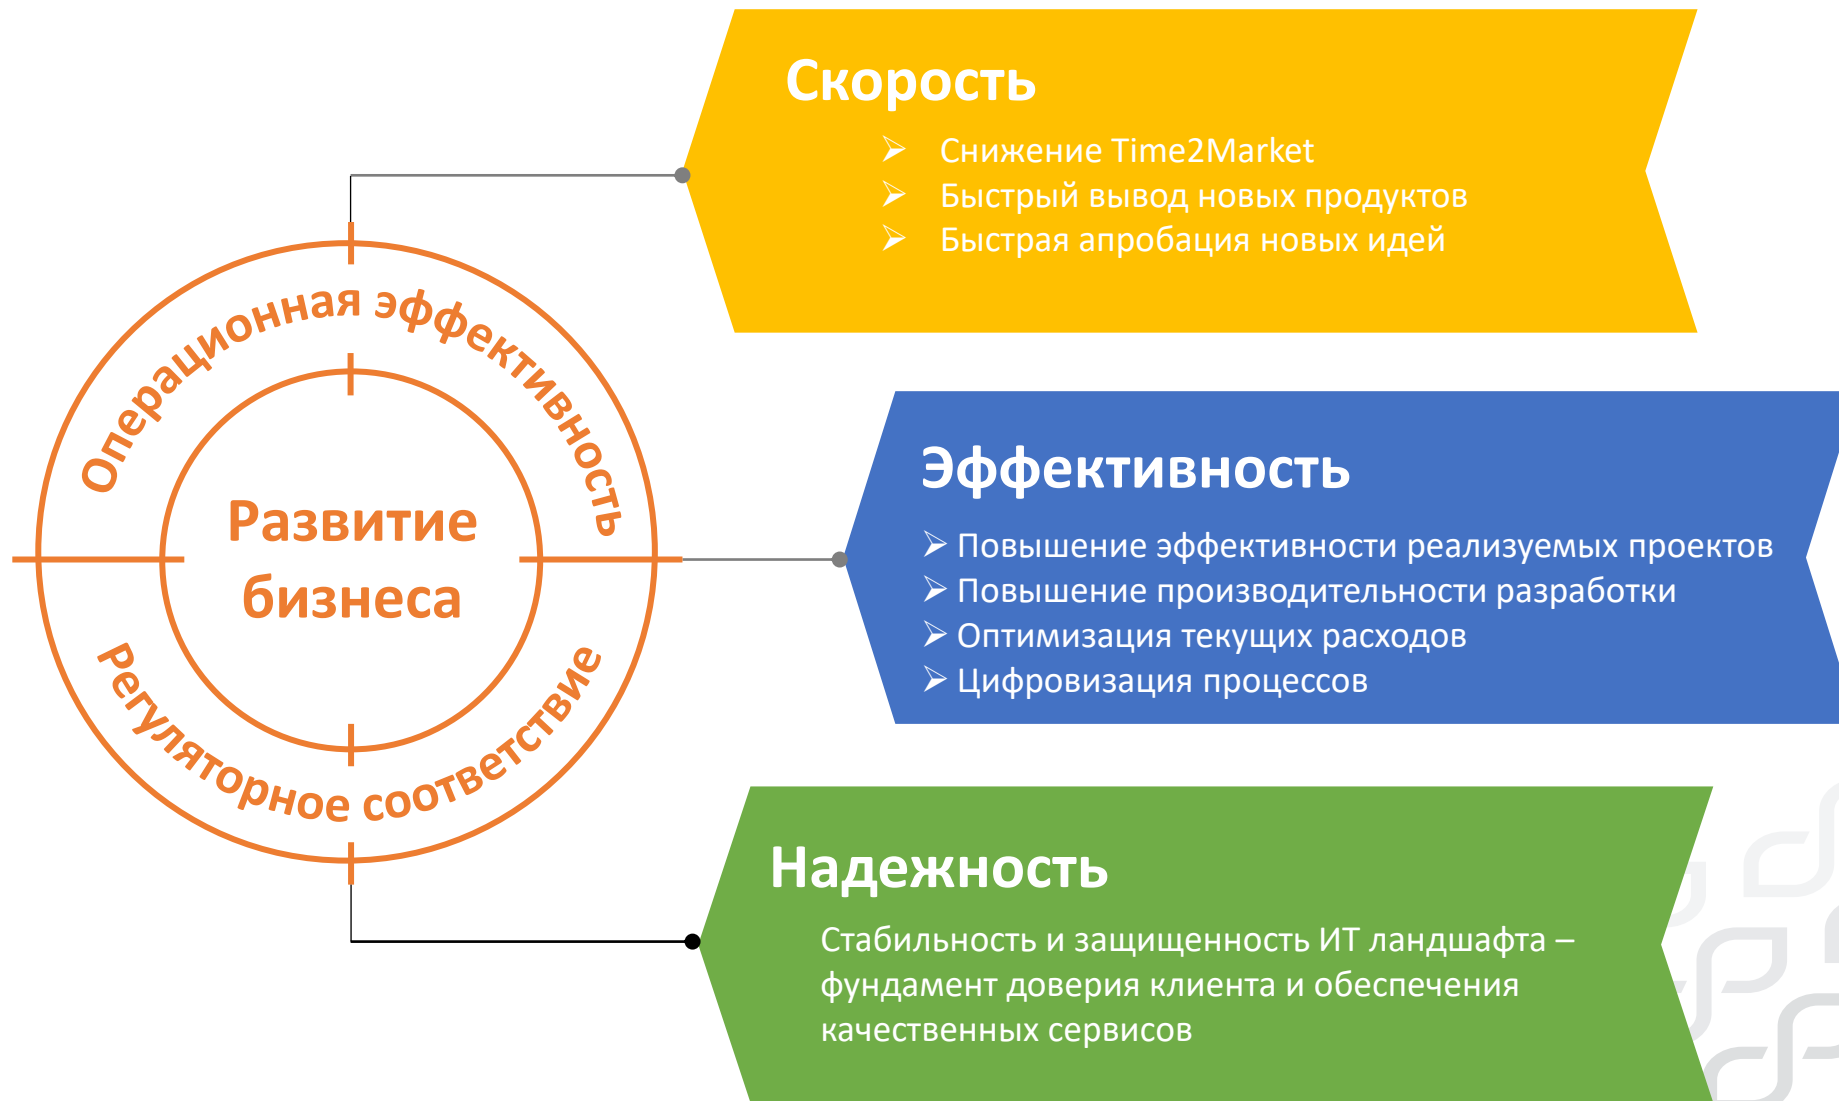 Операционная эффективность
Развитие
бизнеса
Регуляторное соответствие
Скорость
➢ Снижение Time2Market
➢ Быстрый вывод новых продуктов
➢ Быстрая апробация новых идей
Эффективность
➢ Повышение эффективности реализуемых проектов
➢ Повышение производительности разработки
➢ Оптимизация текущих расходов
➢ Цифровизация процессов
Надежность
Стабильность и защищенность ИТ ландшафта –
фундамент доверия клиента и обеспечения
качественных сервисов